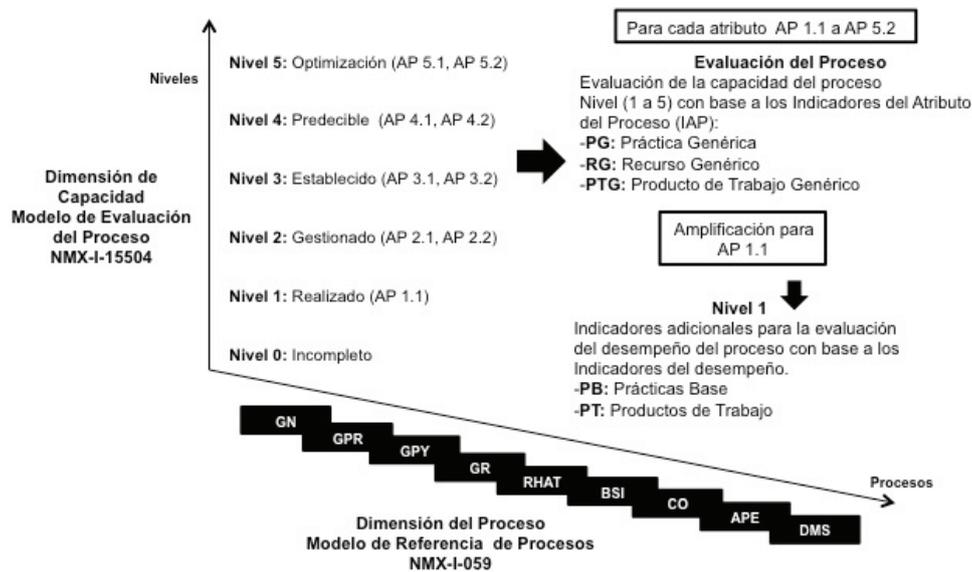 Niveles
Dimensión de
Capacidad
Modelo de Evaluación
del Proceso
NMX-I-15504
Nivel 5: Optimización (AP 5.1, AP 5.2)
Nivel 4: Predecible (AP 4.1, AP 4.2)
Nivel 3: Establecido (AP 3.1, AP 3.2)
Nivel 2: Gestionado (AP 2.1, AP 2.2)
Nivel 1: Realizado (AP 1.1)
Nivel 0: Incompleto
Para cada atributo AP 1.1 a AP 5.2
Evaluación del Proceso
Evaluación de la capacidad del proceso
Nivel (1 a 5) con base a los Indicadores del Atributo
del Proceso (IAP):
-PG: Práctica Genérica
-RG: Recurso Genérico
-PTG: Producto de Trabajo Genérico
Amplificación para
AP 1.1
Nivel 1
Indicadores adicionales para la evaluación
del desempeño del proceso con base a los
Indicadores del desempeño.
-PB: Prácticas Base
-PT: Productos de Trabajo
GN
GPR
GPY
GR
RHAT
BSI
CO
APE
DMS
Procesos
Dimensión del Proceso
Modelo de Referencia de Procesos
NMX-I-059